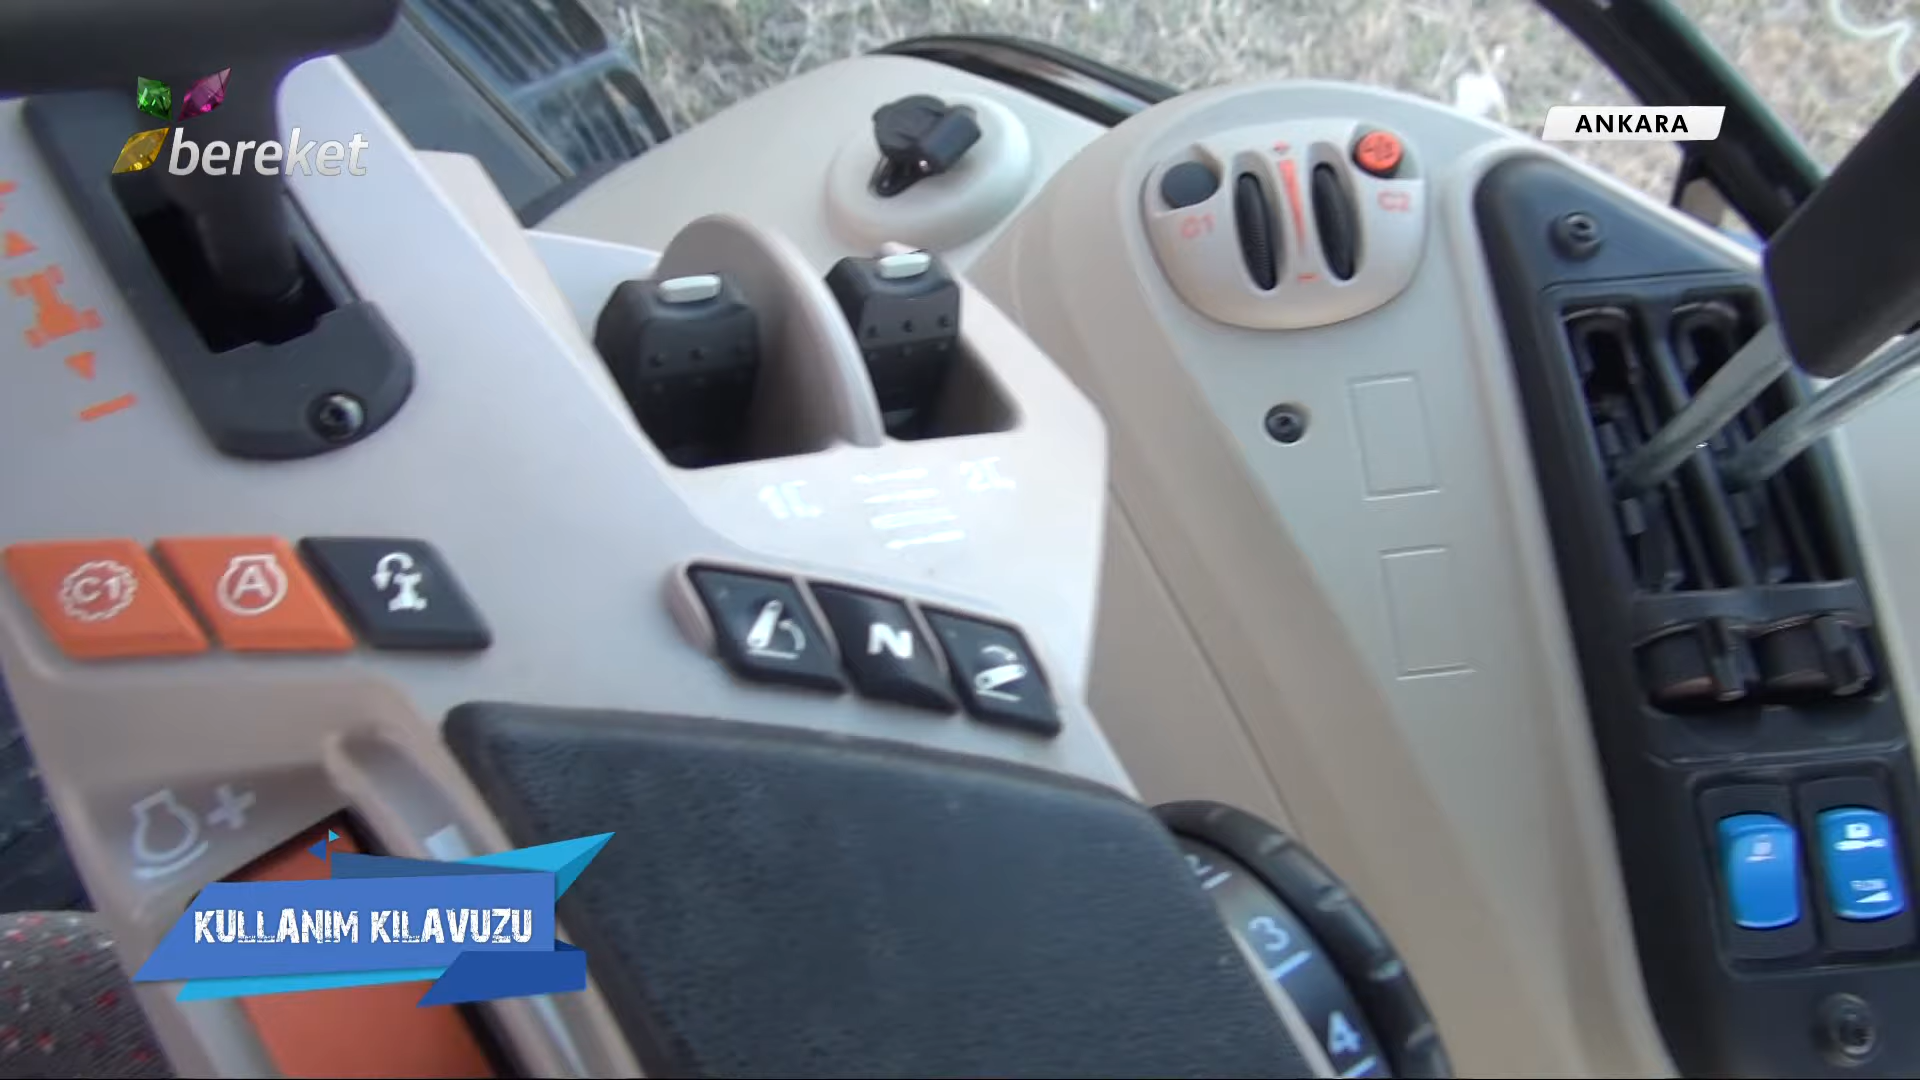 bereket
ANKARA
C1
C2
1C
2C
C1
A
N
3
4
KULLANIM KILAVUZU